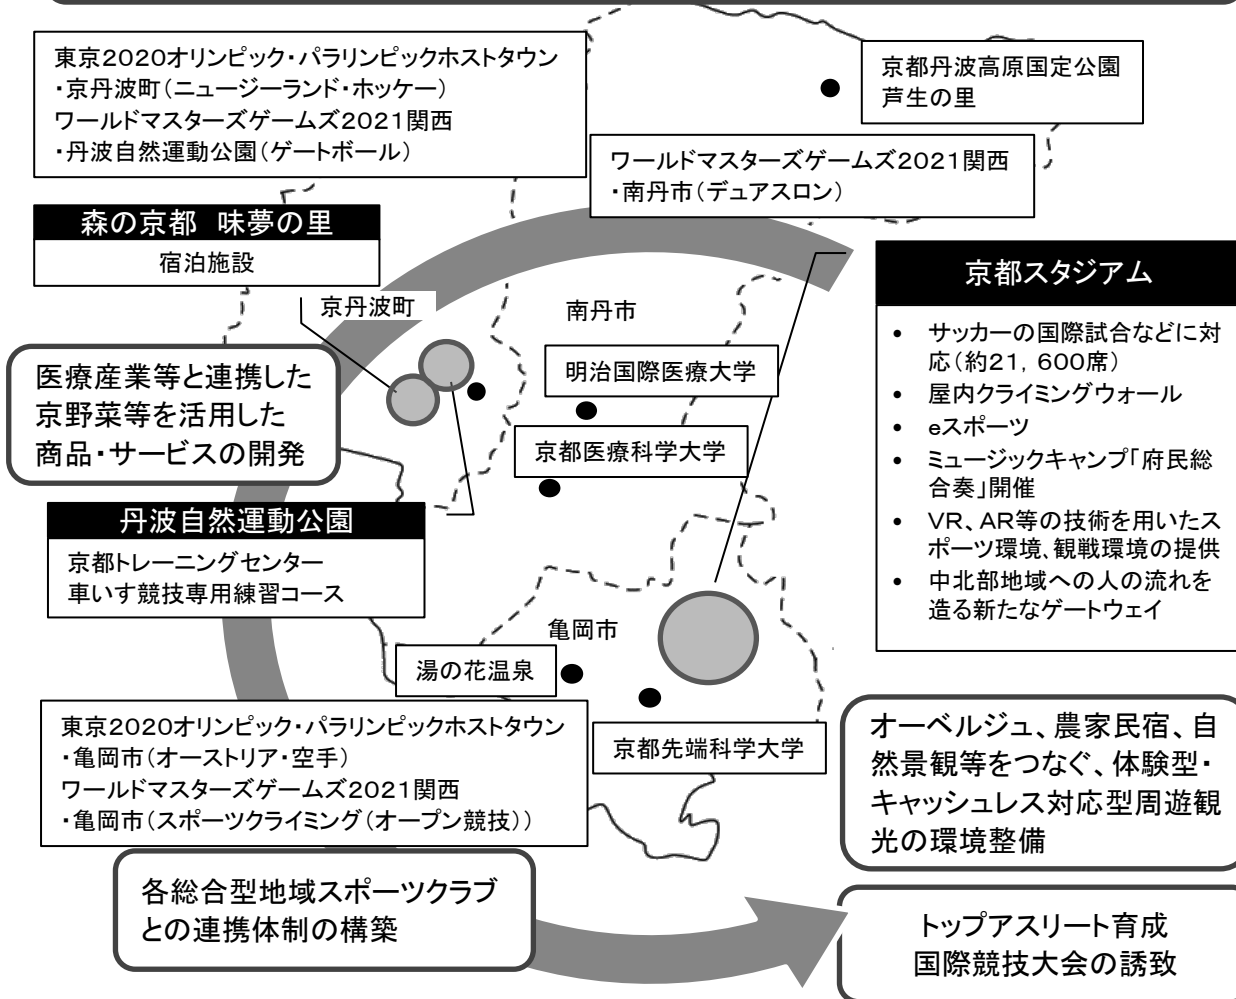 東京2020オリンピック・パラリンピックホストタウン
・京丹波町（ニュージーランド・ホッケー）
ワールドマスターズゲームズ2021関西
・丹波自然運動公園（ゲートボール）
京都丹波高原国定公園
芦生の里
ワールドマスターズゲームズ2021関西
・南丹市（デュアスロン）
森の京都 味夢の里
宿泊施設
京丹波町
南丹市
京都スタジアム
• サッカーの国際試合などに対
応（約21，600席）
• 屋内クライミングウォール
• eスポーツ
• ミュージックキャンプ「府民総
合奏」開催
• VR、AR等の技術を用いたス
ポーツ環境、観戦環境の提供
• 中北部地域への人の流れを
造る新たなゲートウェイ
医療産業等と連携した
京野菜等を活用した
商品・サービスの開発
明治国際医療大学
京都医療科学大学
丹波自然運動公園
京都トレーニングセンター
車いす競技専用練習コース
亀岡市
湯の花温泉
京都先端科学大学
東京2020オリンピック・パラリンピックホストタウン
・亀岡市（オーストリア・空手）
ワールドマスターズゲームズ2021関西
・亀岡市（スポーツクライミング（オープン競技））
オーベルジュ、農家民宿、自
然景観等をつなぐ、体験型・
キャッシュレス対応型周遊観
光の環境整備
各総合型地域スポーツクラブ
との連携体制の構築
トップアスリート育成
国際競技大会の誘致